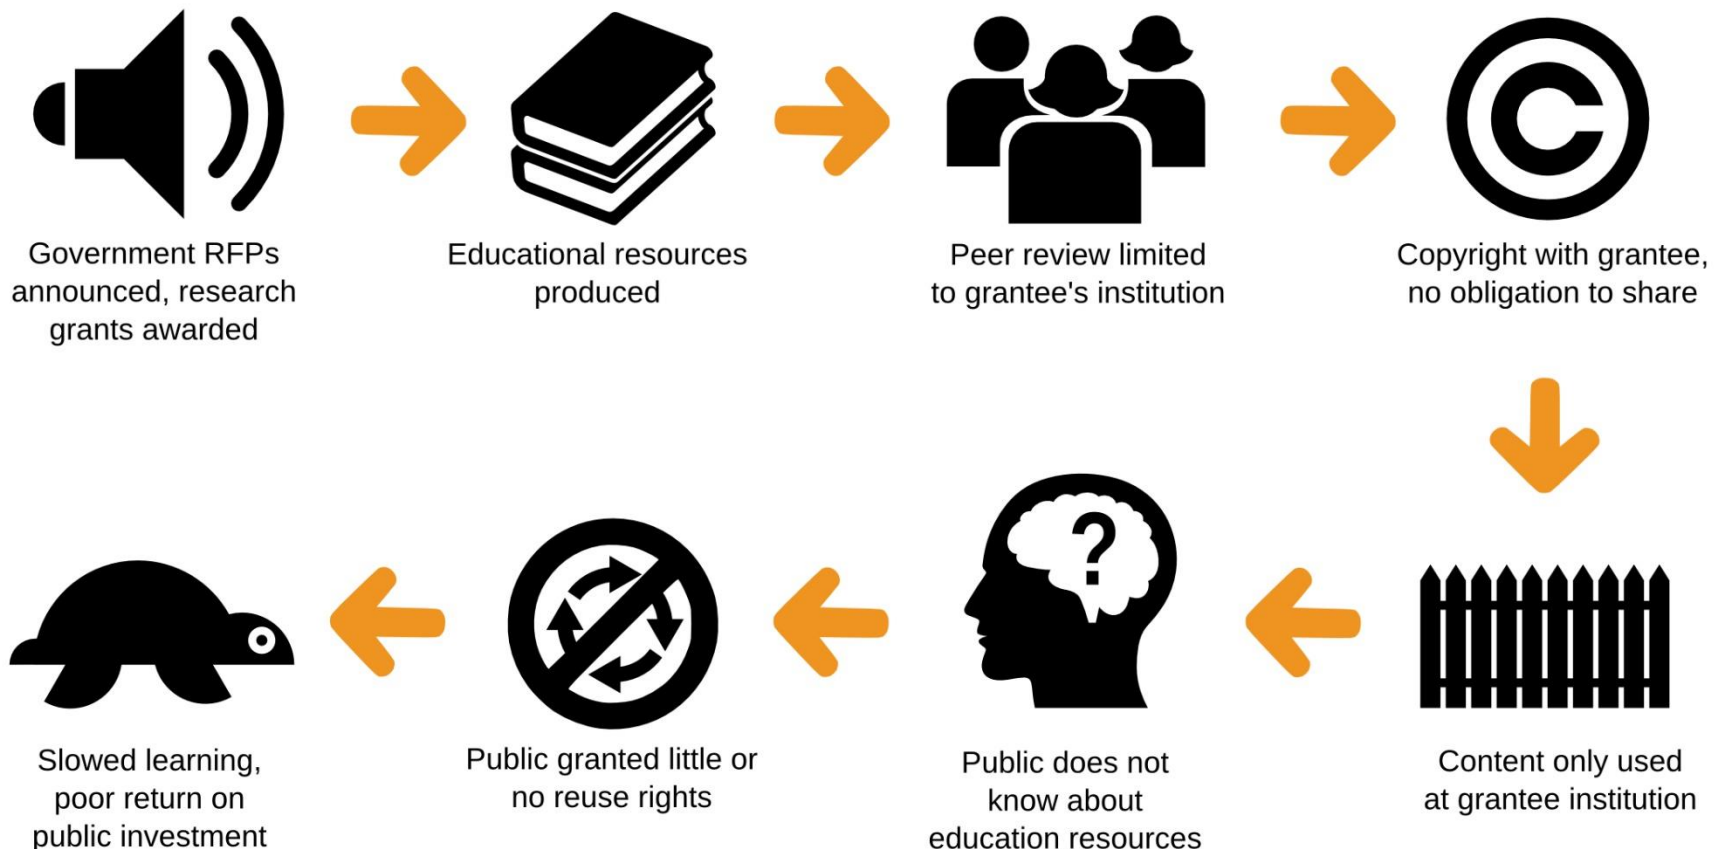 Government RFPs
announced, research
grants awarded
Educational resources
produced
Peer review limited
to grantee's institution
Copyright with grantee,
no obligation to share
Content only used
at grantee institution
Public does not
know about
education resources
Public granted little or
no reuse rights
Slowed learning,
poor return on
public investment